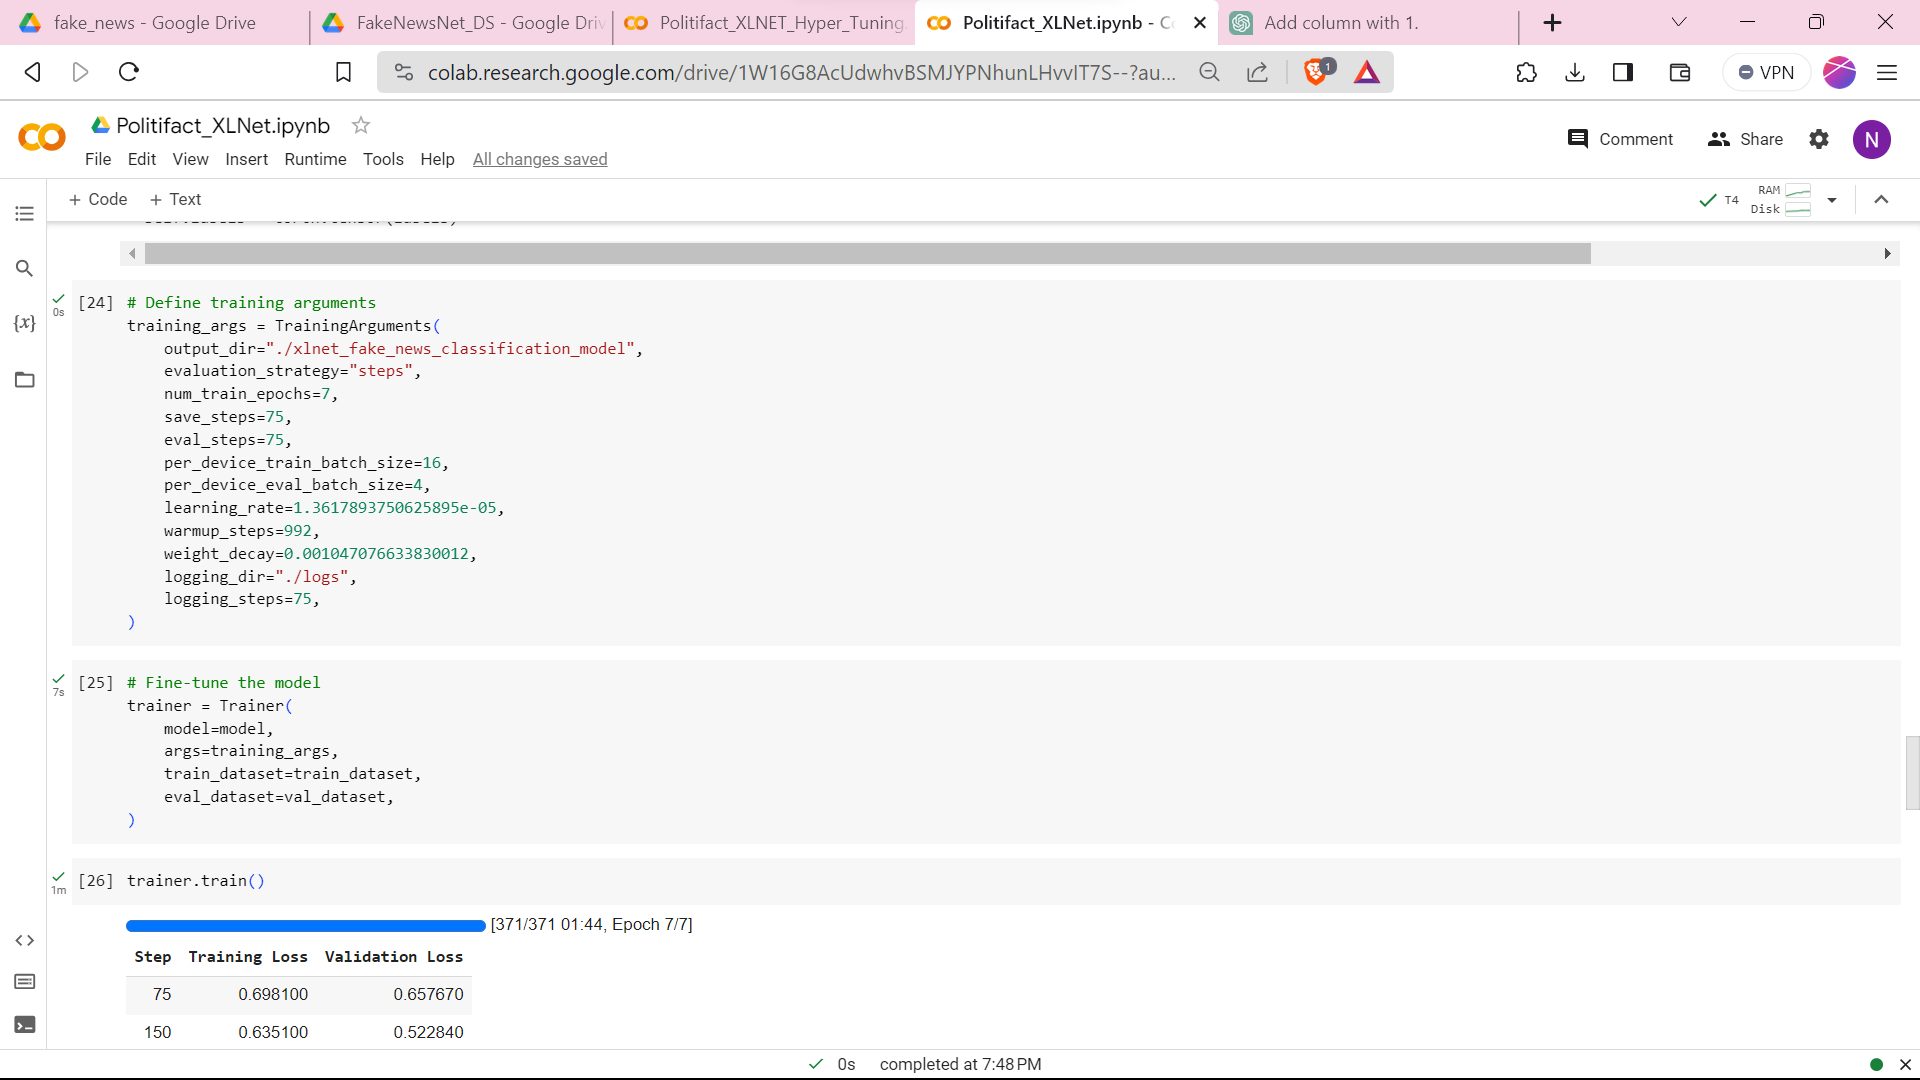 fake_news - Google Drive
FakeNewsNet_DS - Google Driv
Politifact_XLNET_Hyper_Tuning.
Politifact_XLNet.ipynb - C
Add column with 1.
colab.research.google.com/drive/1W16G8AcUdwhvBSMJYPNhunLHvvIT7S--?au...
1
VPN
Politifact_XLNet.ipynb
Comment
Share
N
File Edit View Insert Runtime Tools Help All changes saved
+ Code + Text
T4
RAM
Disk
{x}
0s
[24] # Define training arguments
training_args = TrainingArguments(
output_dir="./xlnet_fake_news_classification_model",
evaluation_strategy="steps",
num_train_epochs=7,
save_steps=75,
eval_steps=75,
per_device_train_batch_size=16,
per_device_eval_batch_size=4,
learning_rate=1.3617893750625895e-05,
warmup_steps=992,
weight_decay=0.001047076633830012,
logging_dir="./logs",
logging_steps=75,
)
7s
[25] # Fine-tune the model
trainer = Trainer(
model=model,
args=training_args,
train_dataset=train_dataset,
eval_dataset=val_dataset,
)
1m
[26] trainer.train()
[371/371 01:44, Epoch 7/7]
Step Training Loss Validation Loss
75 0.698100 0.657670
150 0.635100 0.522840
0s completed at 7:48 PM